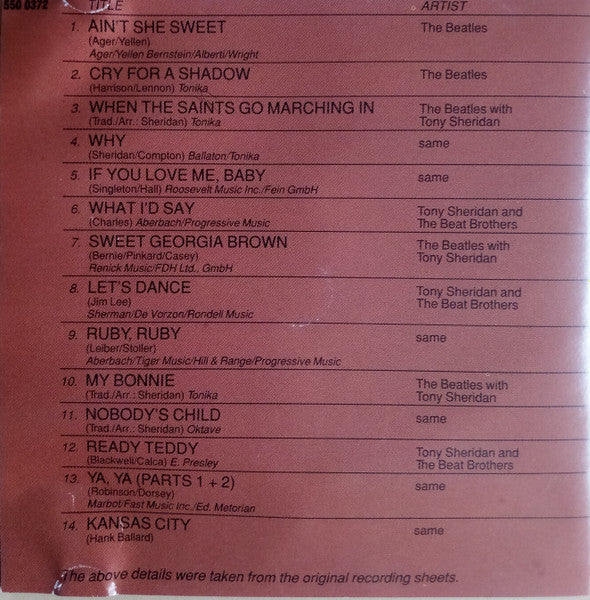 550 0372 TITLE ARTIST
1. AIN'T SHE SWEET The Beatles
(Ager/Yellen)
Ager/Yellen Bernstein/Alberti/Wright
2. CRY FOR A SHADOW The Beatles
(Harrison/Lennon) Tonika
3. WHEN THE SAINTS GO MARCHING IN The Beatles with
(Trad./Arr.: Sheridan) Tonika Tony Sheridan
4. WHY same
(Sheridan/Compton) Ballaton/Tonika
5. IF YOU LOVE ME, BABY same
(Singleton/Hall) Roosevelt Music Inc./Fein GmbH
6. WHAT I'D SAY Tony Sheridan and
(Charles) Aberbach/Progressive Music The Beat Brothers
7. SWEET GEORGIA BROWN The Beatles with
(Bernie/Pinkard/Casey) Tony Sheridan
Renick Music/FDH Ltd., GmbH
8. LET'S DANCE Tony Sheridan and
(Jim Lee) The Beat Brothers
Sherman/De Vorzon/Rondell Music
9. RUBY, RUBY same
(Leiber/Stoller)
Aberbach/Tiger Music/Hill & Range/Progressive Music
10. MY BONNIE The Beatles with
(Trad./Arr.: Sheridan) Tonika Tony Sheridan
11. NOBODY'S CHILD same
(Trad./Arr.: Sheridan) Oktave
12. READY TEDDY Tony Sheridan and
(Blackwell/Calca) E. Presley The Beat Brothers
13. YA, YA (PARTS 1 + 2) same
(Robinson/Dorsey)
Marbot/Fast Music Inc./Ed. Metorian
14. KANSAS CITY same
(Hank Ballard)
The above details were taken from the original recording sheets.